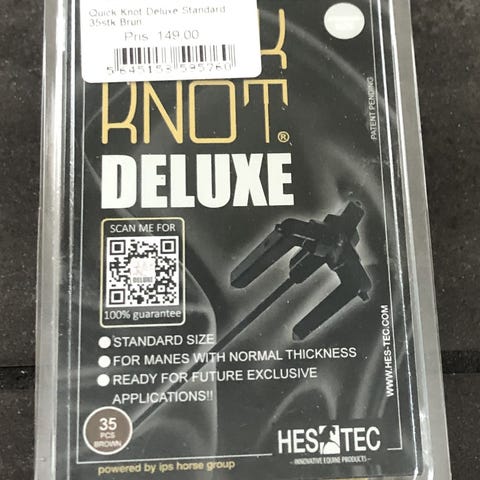 Quick Knot Deluxe Standard
35stk Brun
Pris 149.00
KNOT®
DELUXE
PATENT PENDING
SCAN ME FOR
DELUXE
100% guarantee
STANDARD SIZE
FOR MANES WITH NORMAL THICKNESS
READY FOR FUTURE EXCLUSIVE
APPLICATIONS!!
WWW.HES-TEC.COM
35
PCS
BROWN
HES TEC
INNOVATIVE EQUINE PRODUCTS
powered by ips horse group